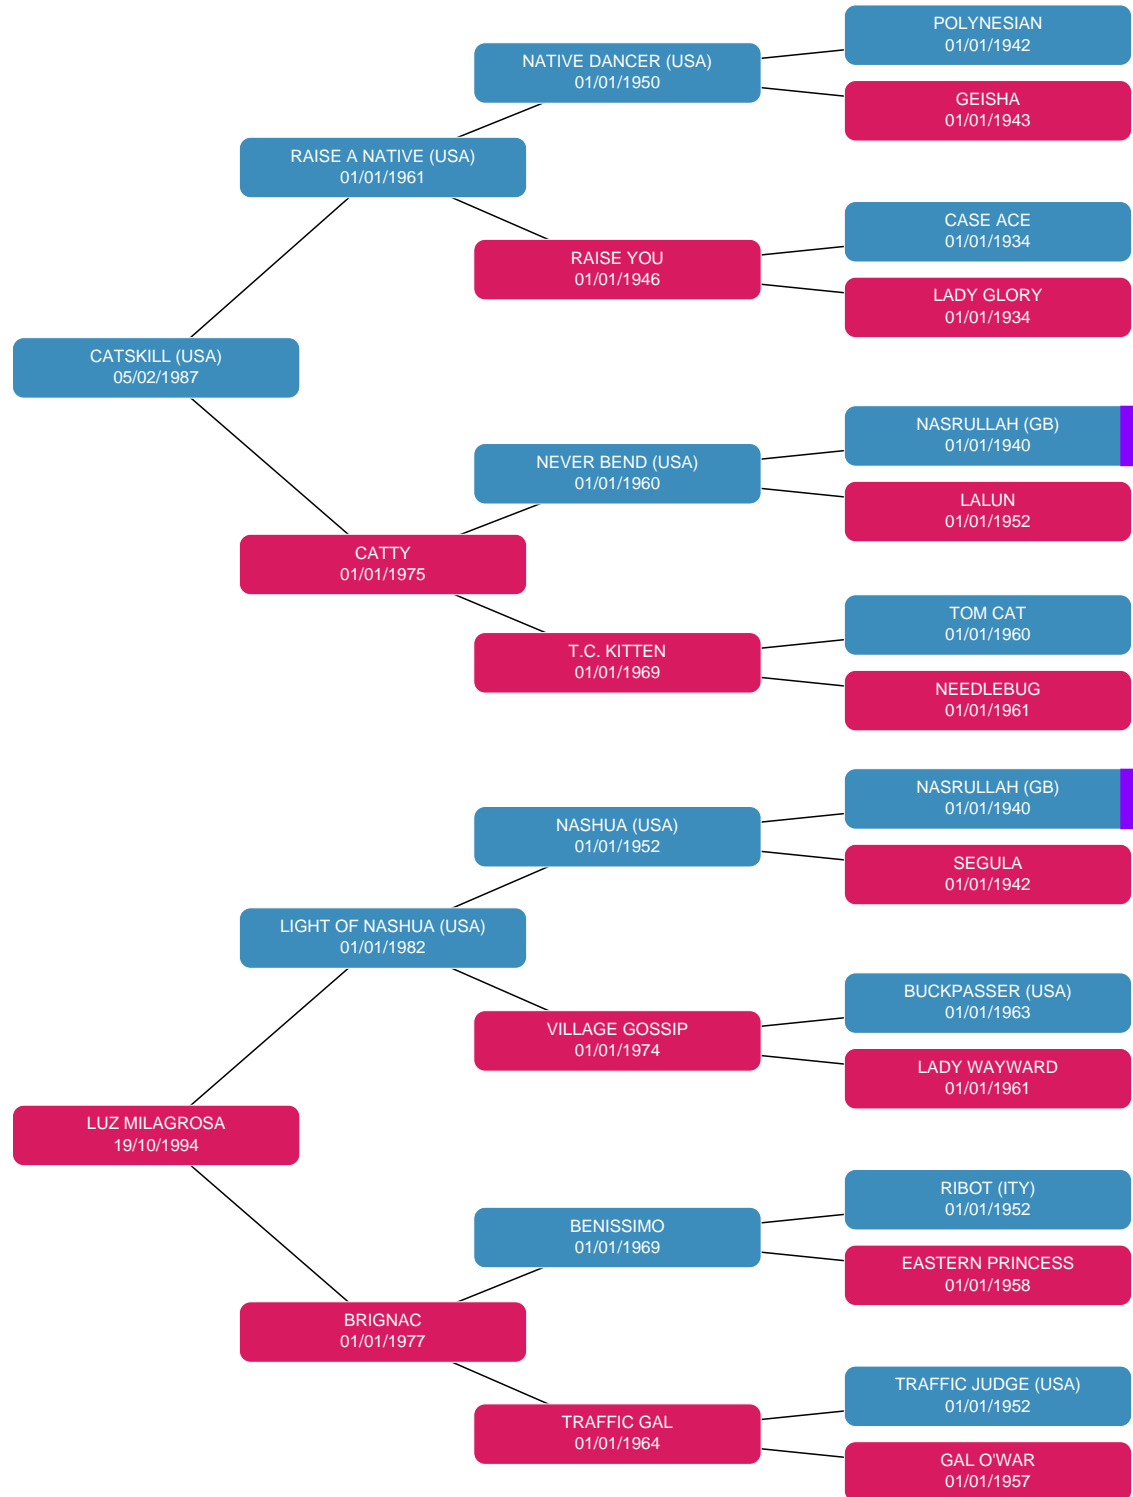 POLYNESIAN
01/01/1942
NATIVE DANCER (USA)
01/01/1950
GEISHA
01/01/1943
RAISE A NATIVE (USA)
01/01/1961
CASE ACE
01/01/1934
RAISE YOU
01/01/1946
LADY GLORY
01/01/1934
CATSKILL (USA)
05/02/1987
NASRULLAH (GB)
01/01/1940
NEVER BEND (USA)
01/01/1960
LALUN
01/01/1952
CATTY
01/01/1975
TOM CAT
01/01/1960
T.C. KITTEN
01/01/1969
NEEDLEBUG
01/01/1961
NASRULLAH (GB)
01/01/1940
NASHUA (USA)
01/01/1952
SEGULA
01/01/1942
LIGHT OF NASHUA (USA)
01/01/1982
BUCKPASSER (USA)
01/01/1963
VILLAGE GOSSIP
01/01/1974
LADY WAYWARD
01/01/1961
LUZ MILAGROSA
19/10/1994
RIBOT (ITY)
01/01/1952
BENISSIMO
01/01/1969
EASTERN PRINCESS
01/01/1958
BRIGNAC
01/01/1977
TRAFFIC JUDGE (USA)
01/01/1952
TRAFFIC GAL
01/01/1964
GAL O'WAR
01/01/1957